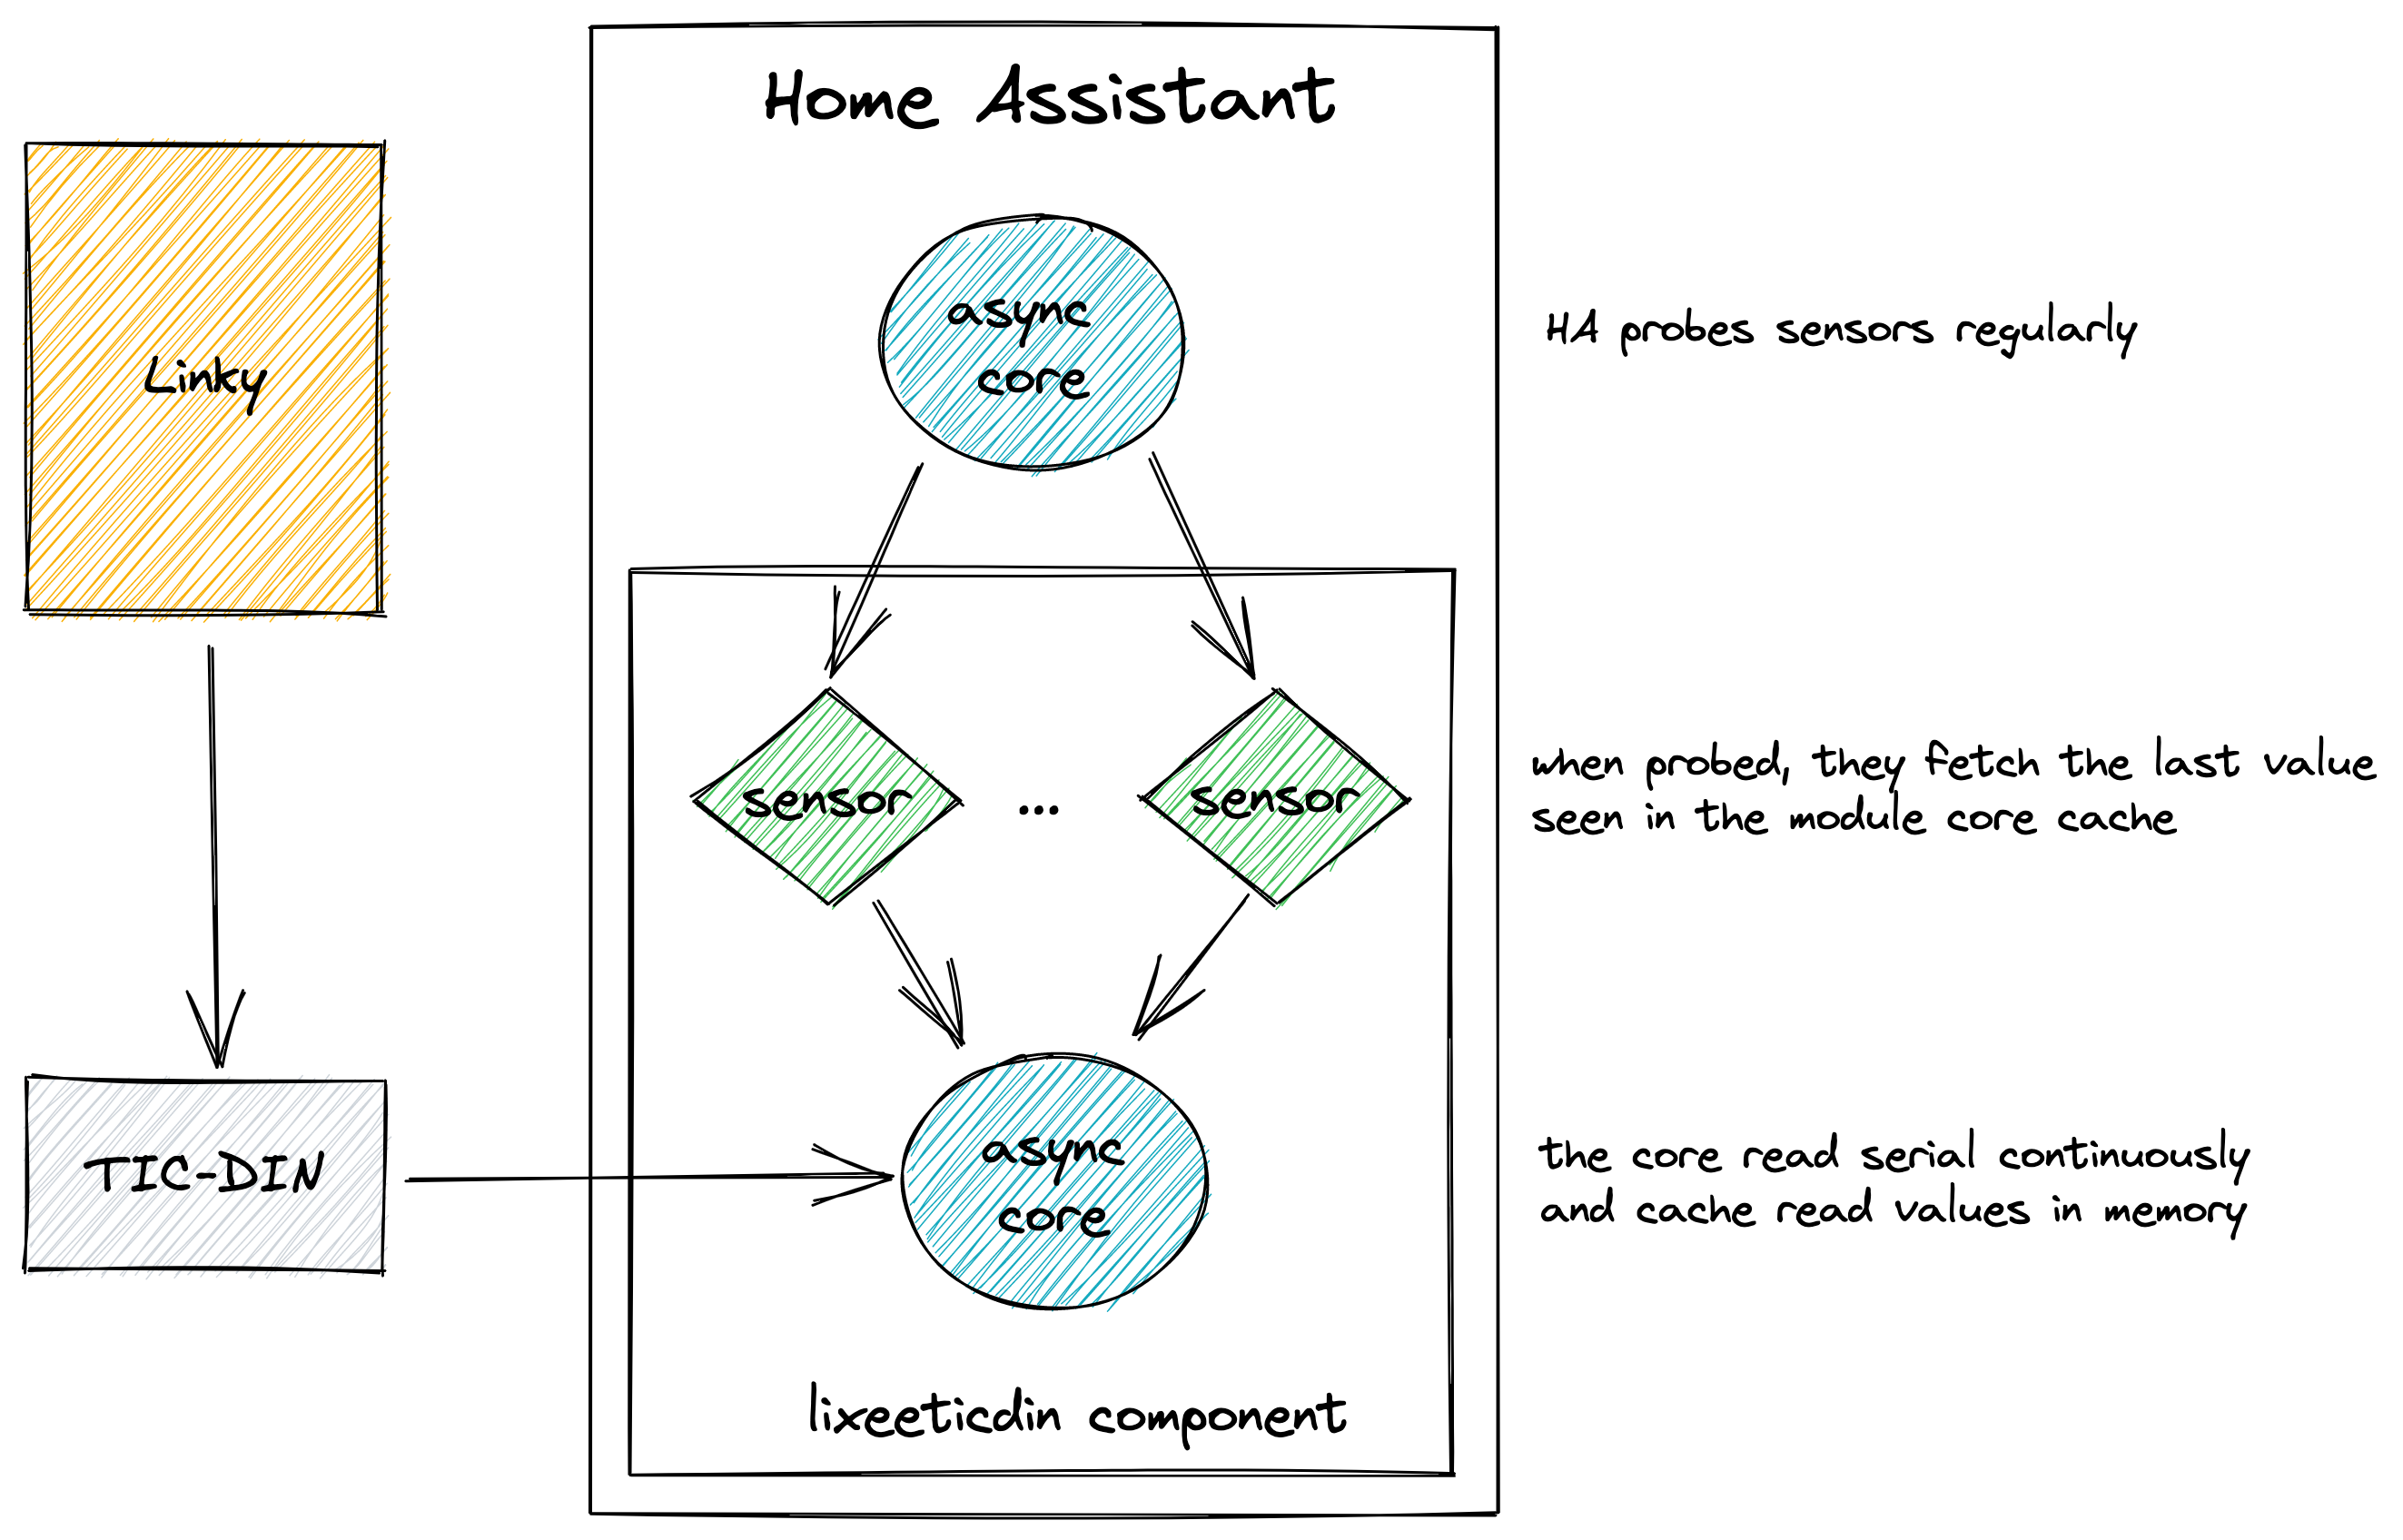 Home Assistant
Linky
async
core
HA probes sensors regularly
sensor
...
sensor
when probed, they fetch the last value
seen in the module core cache
TIC-DIN
async
core
the core read serial continuously
and cache read values in memory
lixeeticdin component